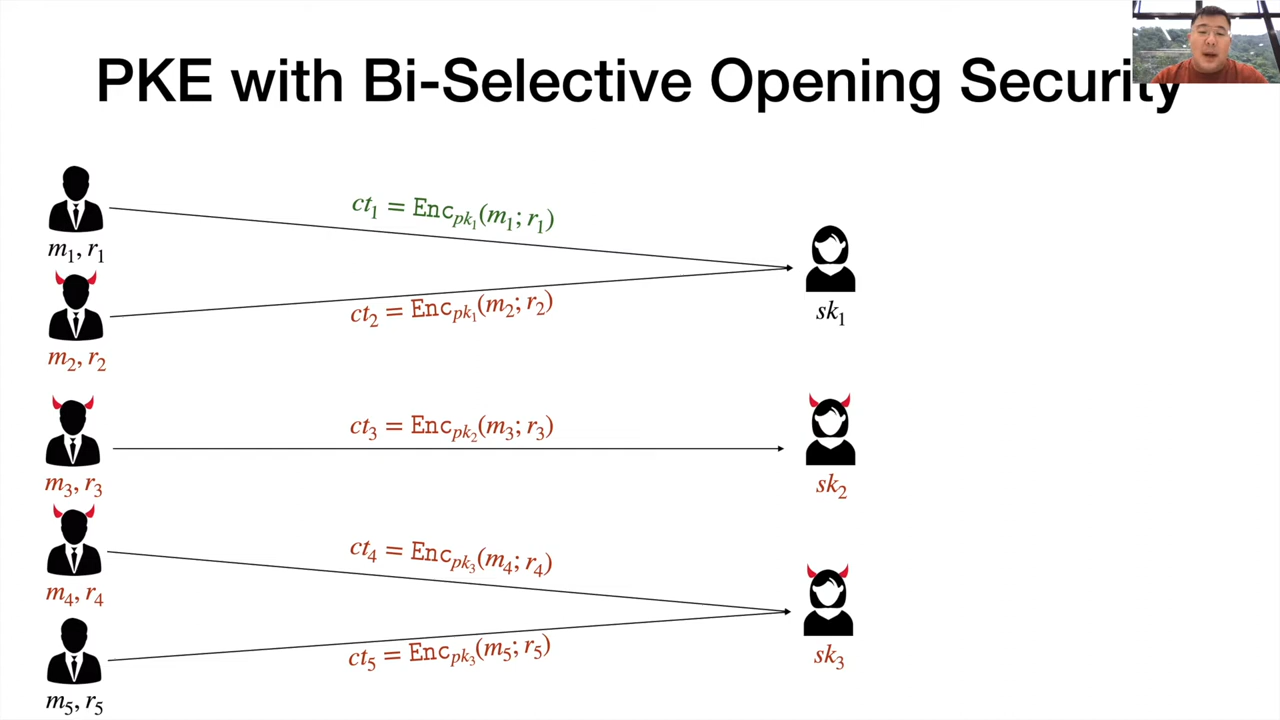 PKE with Bi-Selective Opening Security
ct₁ = Enc_pk₁(m₁; r₁)
m₁, r₁
ct₂ = Enc_pk₁(m₂; r₂)
sk₁
m₂, r₂
ct₃ = Enc_pk₂(m₃; r₃)
m₃, r₃
sk₂
ct₄ = Enc_pk₃(m₄; r₄)
m₄, r₄
ct₅ = Enc_pk₃(m₅; r₅)
sk₃
m₅, r₅